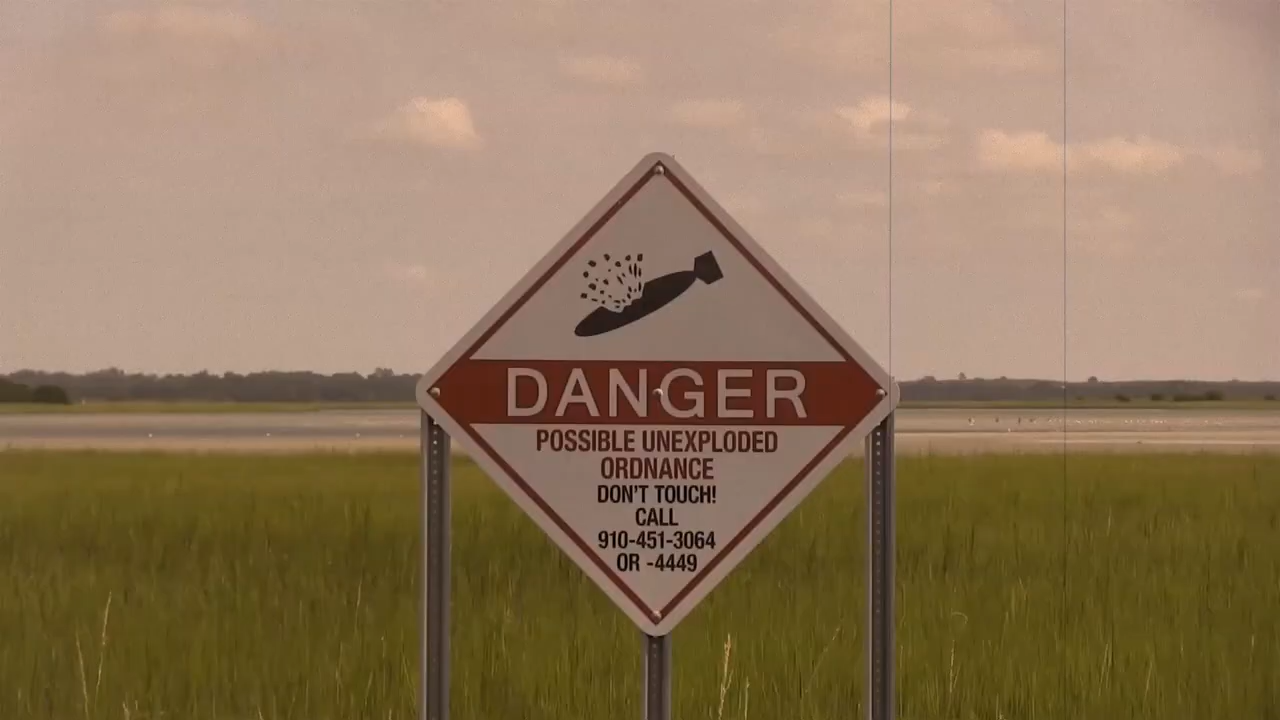 DANGER
POSSIBLE UNEXPLODED
ORDNANCE
DON'T TOUCH!
CALL
910-451-3064
OR -4449